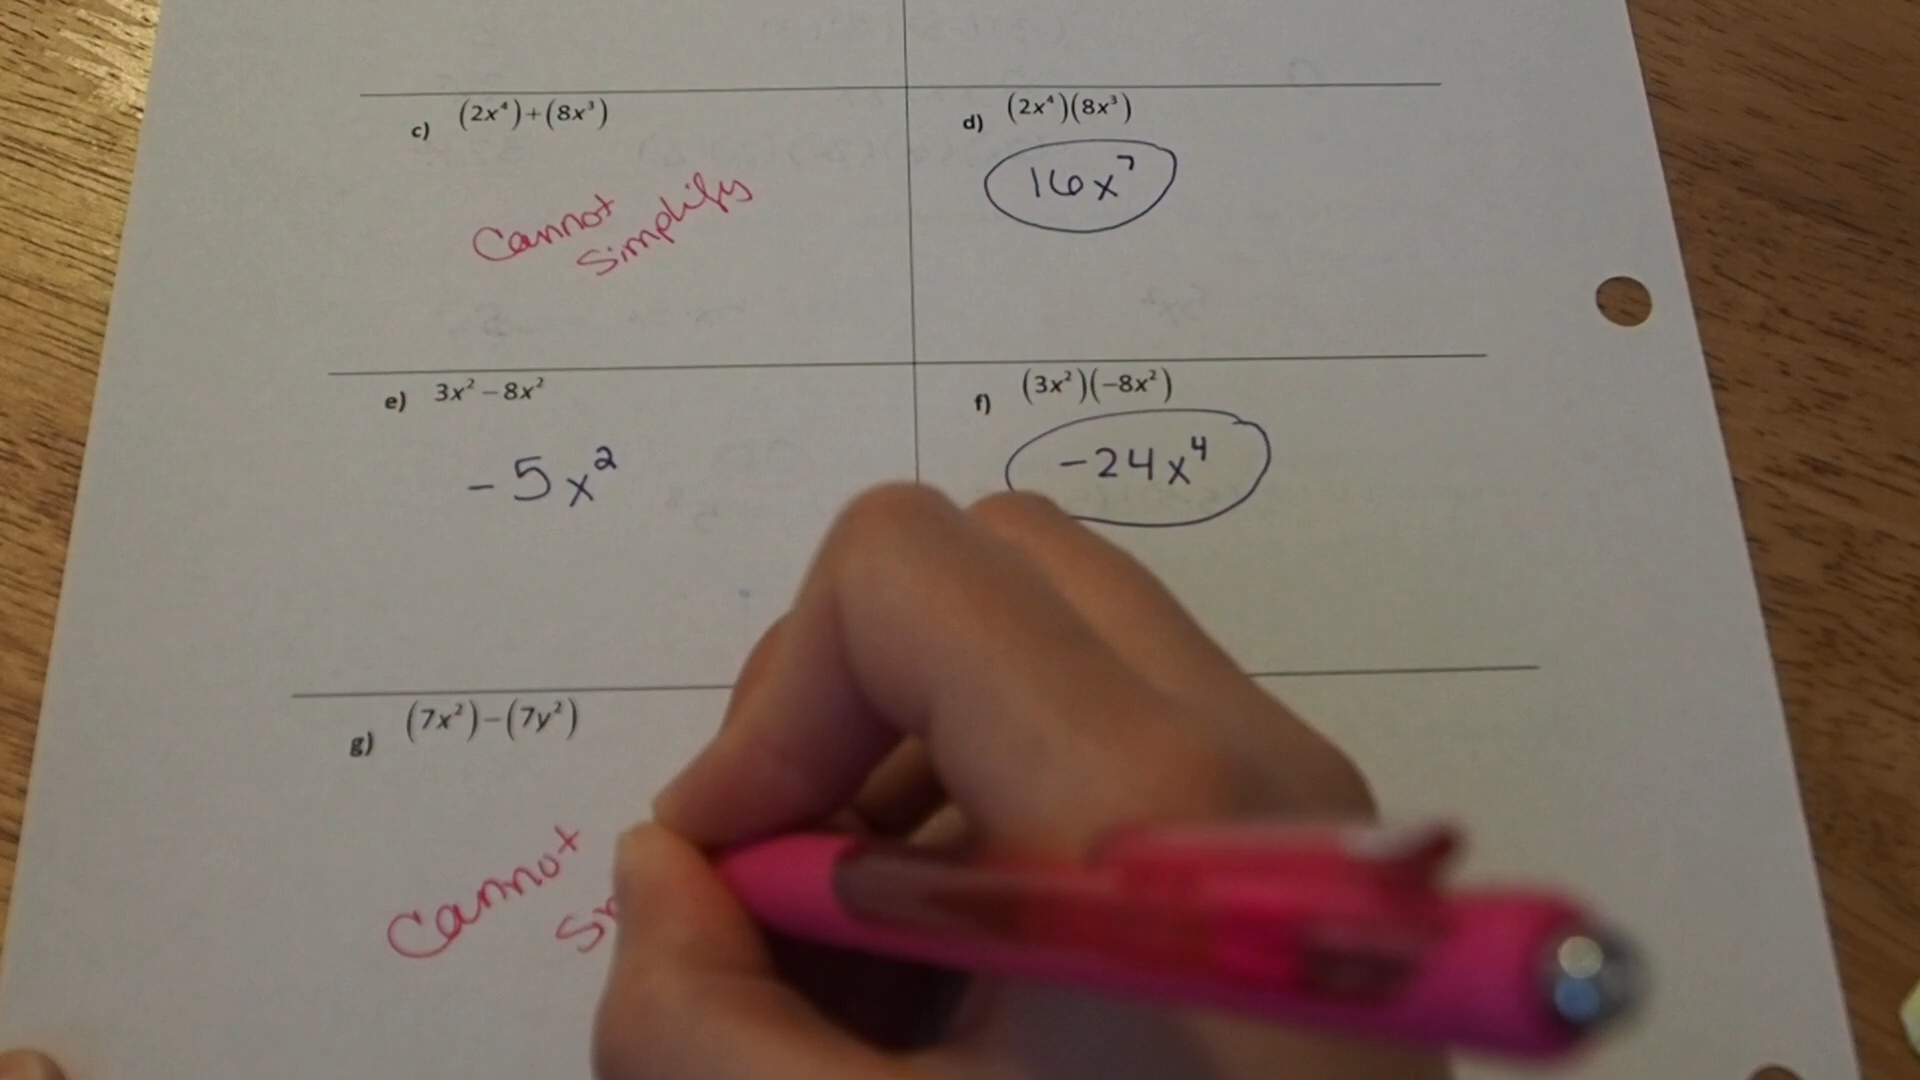 c) (2x⁴)+(8x³)
Cannot
Simplify
d) (2x⁴)(8x³)
16x⁷
e) 3x²−8x²
-5x²
f) (3x²)(−8x²)
-24x⁴
g) (7x²)−(7y²)
Cannot